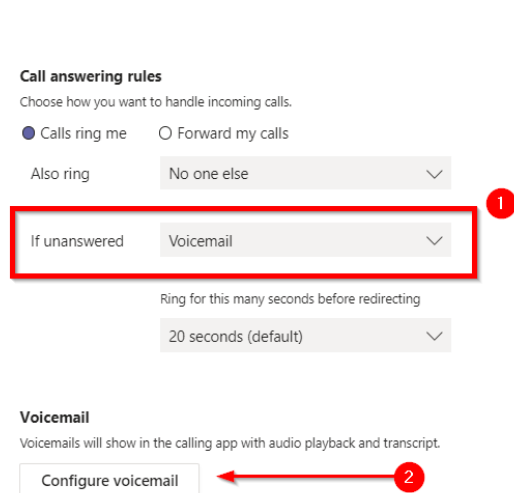 Call answering rules
Choose how you want to handle incoming calls.
Calls ring me Forward my calls
Also ring No one else
1
If unanswered Voicemail
Ring for this many seconds before redirecting
20 seconds (default)
Voicemail
Voicemails will show in the calling app with audio playback and transcript.
Configure voicemail 2